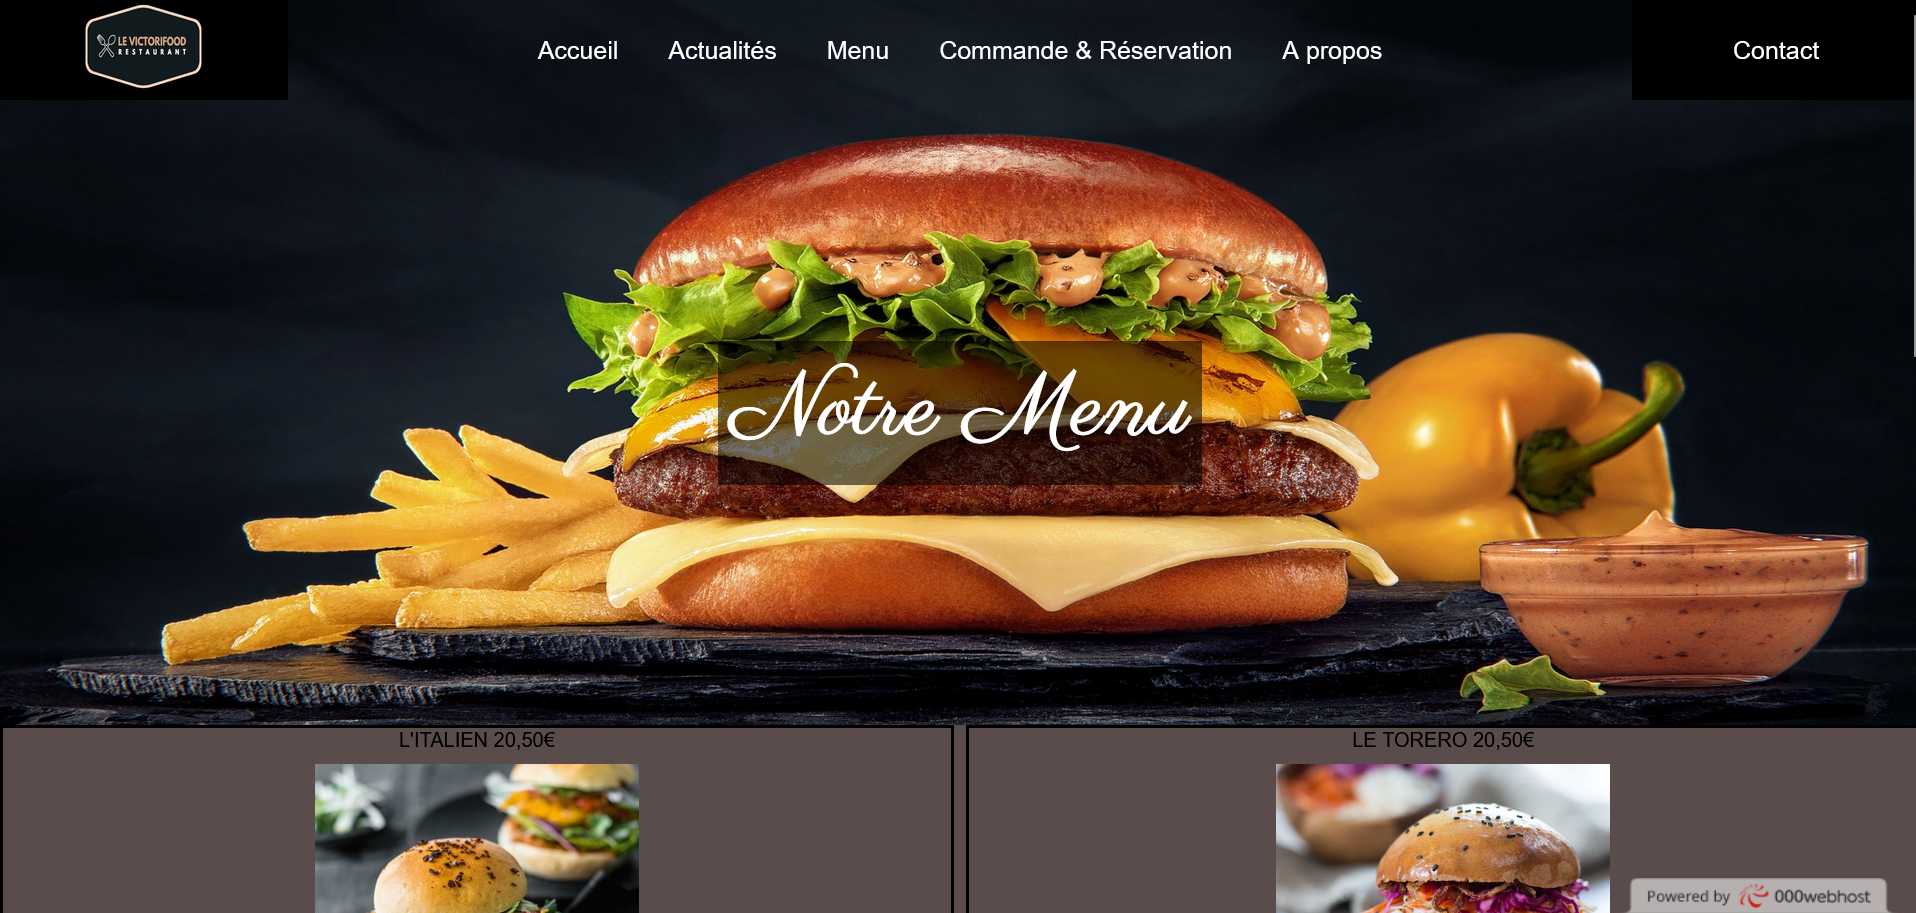 LE VICTORIFOOD
RESTAURANT
Accueil
Actualités
Menu
Commande & Réservation
A propos
Contact
Notre Menu
L'ITALIEN 20,50€
LE TORERO 20,50€
Powered by 000webhost